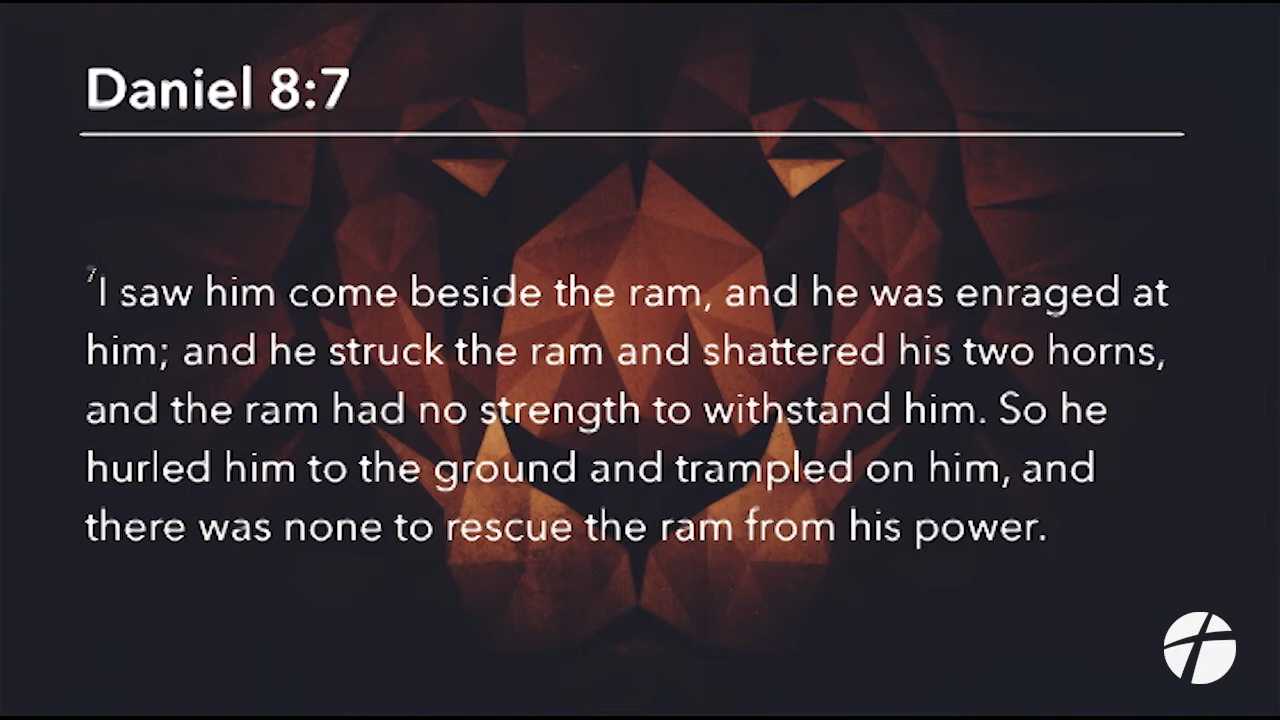 Daniel 8:7
⁷I saw him come beside the ram, and he was enraged at
him; and he struck the ram and shattered his two horns,
and the ram had no strength to withstand him. So he
hurled him to the ground and trampled on him, and
there was none to rescue the ram from his power.